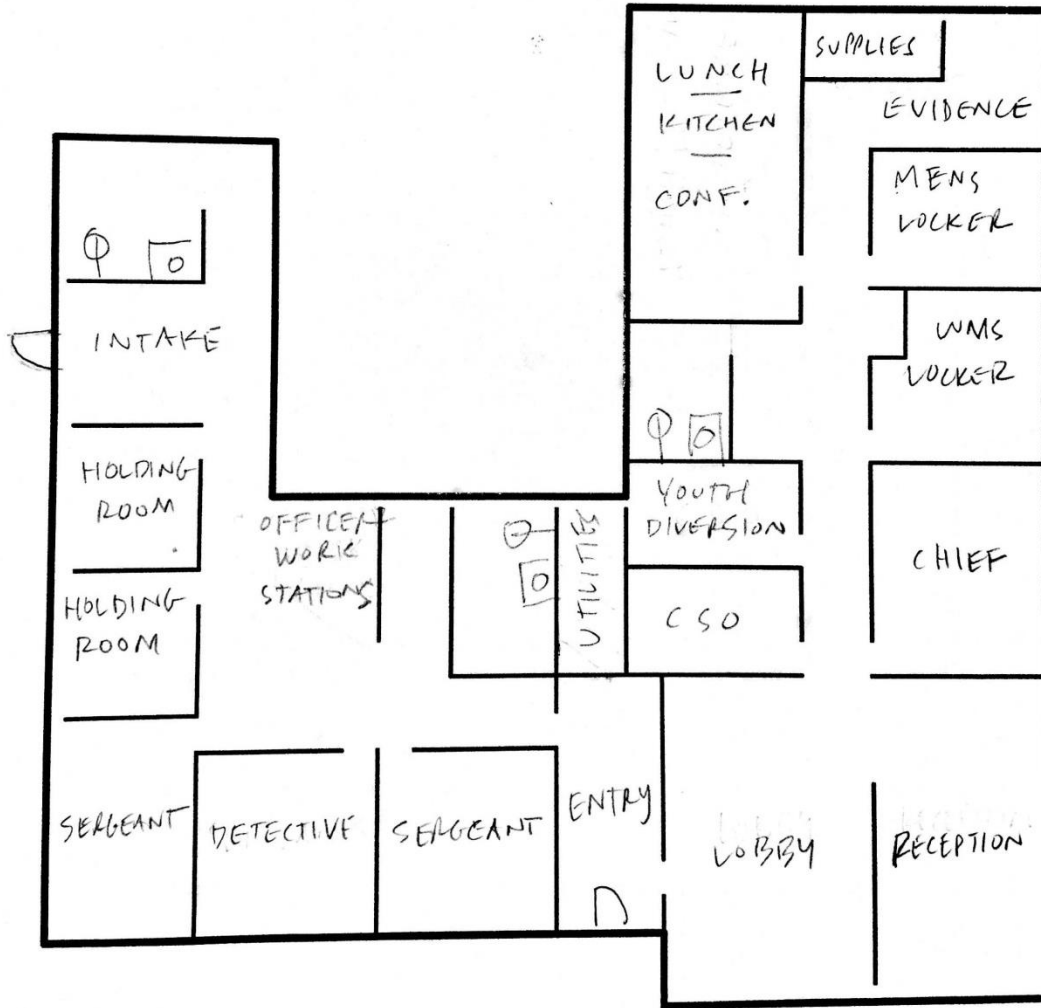 LUNCH
KITCHEN
CONF.
SUPPLIES
EVIDENCE
MENS
LOCKER
INTAKE
WMS
LOCKER
HOLDING
ROOM
OFFICER
WORK
STATIONS
UTILITIES
YOUTH
DIVERSION
CHIEF
HOLDING
ROOM
CSO
SERGEANT
DETECTIVE
SERGEANT
ENTRY
LOBBY
RECEPTION